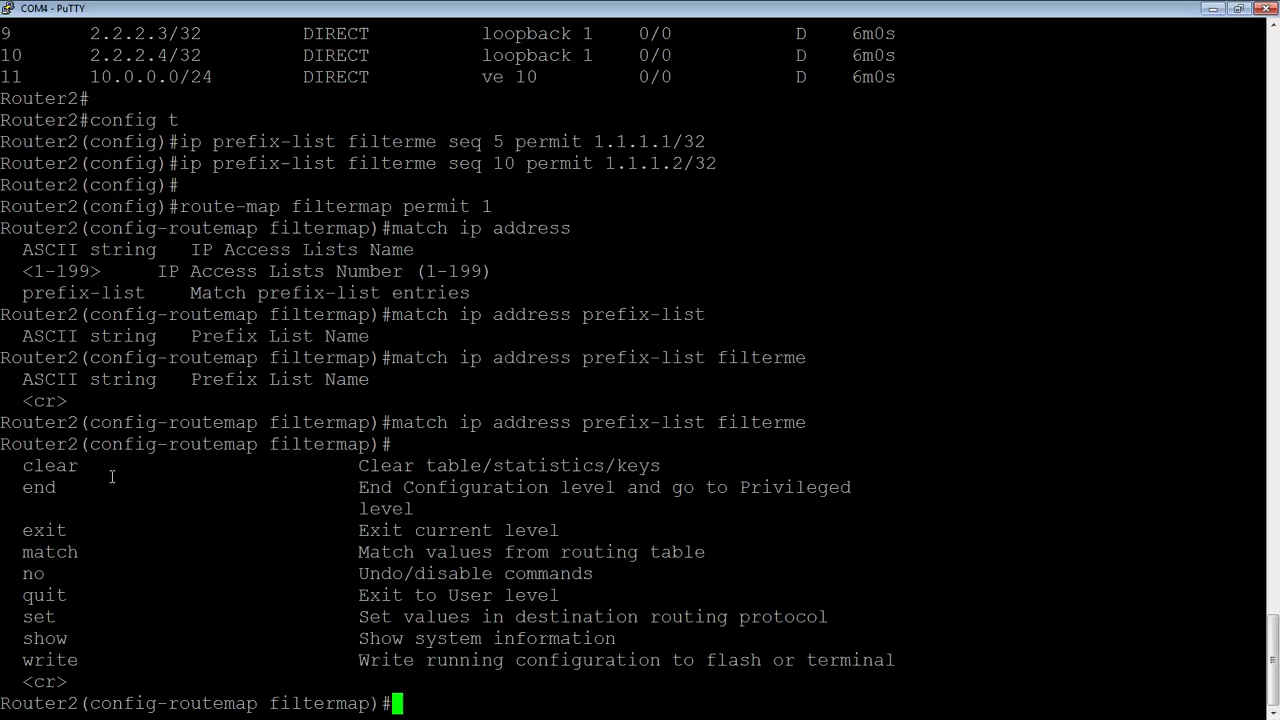 COM4 - PuTTY
9 2.2.2.3/32 DIRECT loopback 1 0/0 D 6m0s
10 2.2.2.4/32 DIRECT loopback 1 0/0 D 6m0s
11 10.0.0.0/24 DIRECT ve 10 0/0 D 6m0s
Router2#
Router2#config t
Router2(config)#ip prefix-list filterme seq 5 permit 1.1.1.1/32
Router2(config)#ip prefix-list filterme seq 10 permit 1.1.1.2/32
Router2(config)#
Router2(config)#route-map filtermap permit 1
Router2(config-routemap filtermap)#match ip address
ASCII string IP Access Lists Name
<1-199> IP Access Lists Number (1-199)
prefix-list Match prefix-list entries
Router2(config-routemap filtermap)#match ip address prefix-list
ASCII string Prefix List Name
Router2(config-routemap filtermap)#match ip address prefix-list filterme
ASCII string Prefix List Name
<cr>
Router2(config-routemap filtermap)#match ip address prefix-list filterme
Router2(config-routemap filtermap)#
clear Clear table/statistics/keys
end End Configuration level and go to Privileged
level
exit Exit current level
match Match values from routing table
no Undo/disable commands
quit Exit to User level
set Set values in destination routing protocol
show Show system information
write Write running configuration to flash or terminal
<cr>
Router2(config-routemap filtermap)#